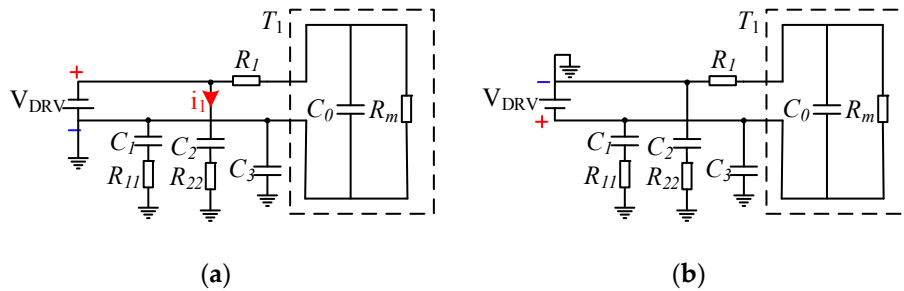 T1
R1
+
VDRV
i1
−
C1
C2
R11
R22
C3
C0
Rm
(a)
T1
R1
−
VDRV
+
C1
C2
R11
R22
C3
C0
Rm
(b)